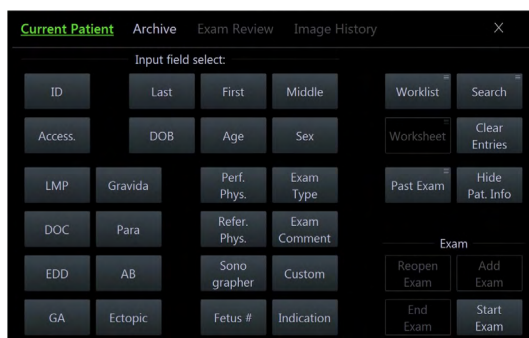 Current Patient Archive Exam Review Image History X
Input field select:
ID Last First Middle Worklist Search
Access. DOB Age Sex Worksheet Clear
Entries
LMP Gravida Perf. Exam Past Exam Hide
Phys. Type Pat. Info
DOC Para Refer. Exam
Phys. Comment
Exam
EDD AB Sono Custom Reopen Add
grapher Exam Exam
GA Ectopic Fetus # Indication End Start
Exam Exam